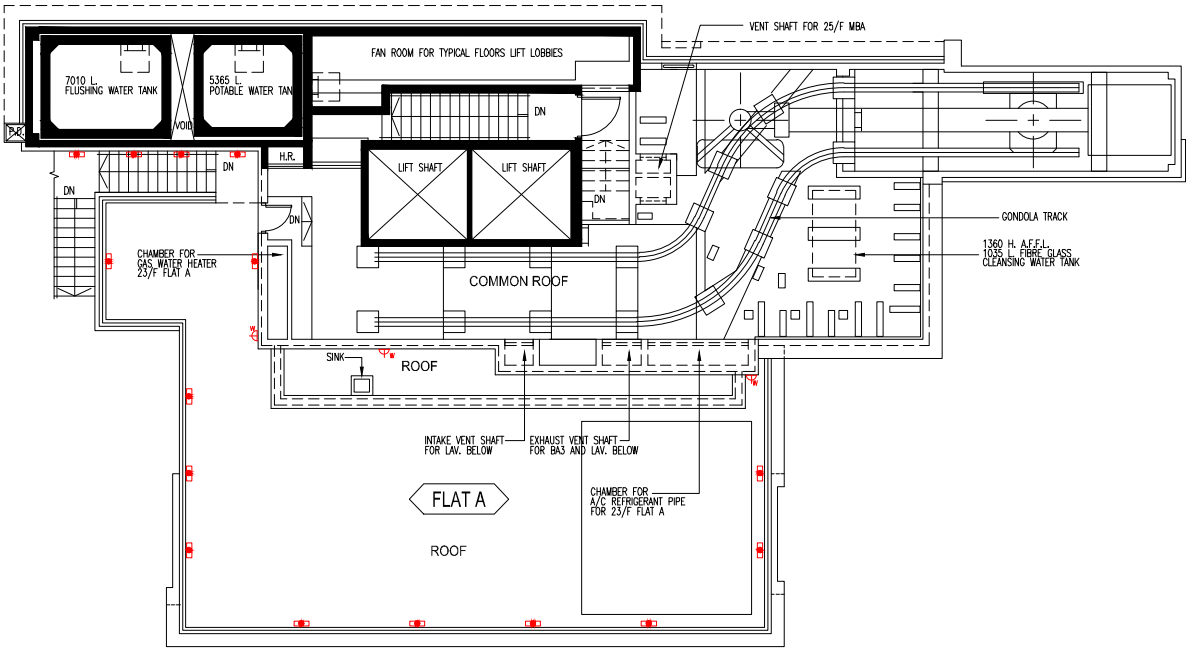 VENT SHAFT FOR 25/F MBA
FAN ROOM FOR TYPICAL FLOORS LIFT LOBBIES
7010 L.
FLUSHING WATER TANK
5365 L.
POTABLE WATER TANK
P.D.
VOID
DN
H.R.
DN
DN
LIFT SHAFT
LIFT SHAFT
DN
DN
GONDOLA TRACK
CHAMBER FOR
GAS WATER HEATER
23/F FLAT A
1360 H. A.F.F.L.
1035 L. FIBRE GLASS
CLEANSING WATER TANK
COMMON ROOF
W
SINK
W
ROOF
W
INTAKE VENT SHAFT
FOR LAV. BELOW
EXHAUST VENT SHAFT
FOR BA3 AND LAV. BELOW
CHAMBER FOR
A/C REFRIGERANT PIPE
FOR 23/F FLAT A
FLAT A
ROOF